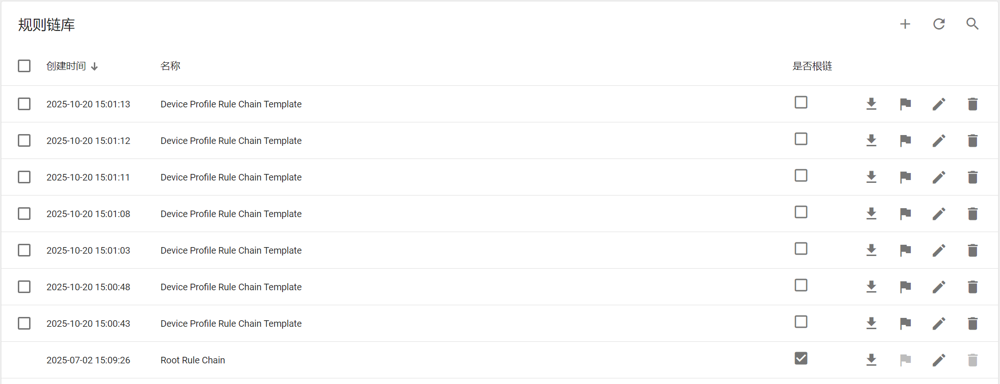 规则链库
创建时间 名称 是否根链
2025-10-20 15:01:13 Device Profile Rule Chain Template
2025-10-20 15:01:12 Device Profile Rule Chain Template
2025-10-20 15:01:11 Device Profile Rule Chain Template
2025-10-20 15:01:08 Device Profile Rule Chain Template
2025-10-20 15:01:03 Device Profile Rule Chain Template
2025-10-20 15:00:48 Device Profile Rule Chain Template
2025-10-20 15:00:43 Device Profile Rule Chain Template
2025-07-02 15:09:26 Root Rule Chain